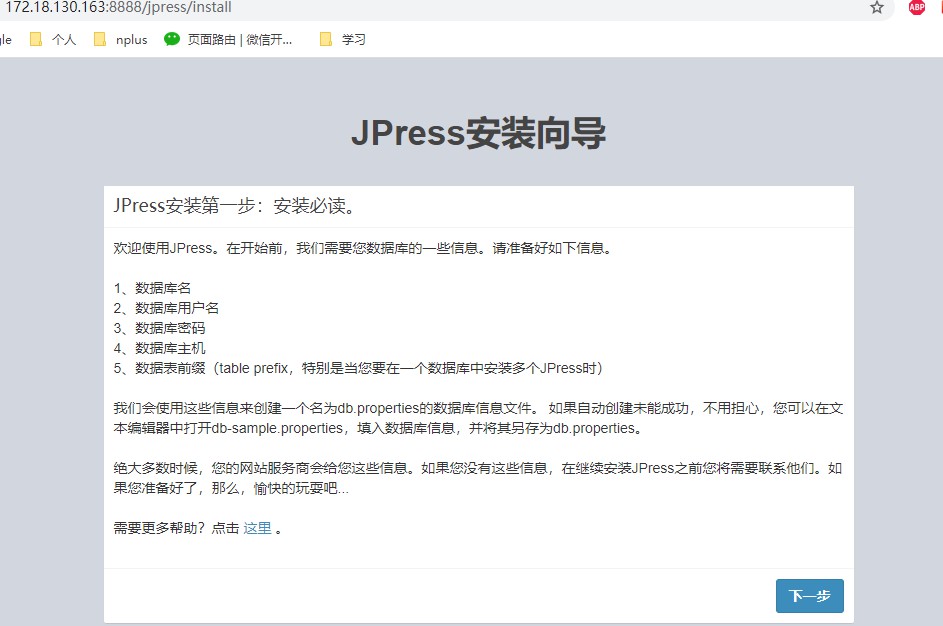 172.18.130.163:8888/jpress/install
ABP
gle 个人 nplus 页面路由 | 微信开... 学习
JPress安装向导
JPress安装第一步：安装必读。
欢迎使用JPress。在开始前，我们需要您数据库的一些信息。请准备好如下信息。
1、数据库名
2、数据库用户名
3、数据库密码
4、数据库主机
5、数据表前缀（table prefix，特别是当您要在一个数据库中安装多个JPress时）
我们会使用这些信息来创建一个名为db.properties的数据库信息文件。 如果自动创建未能成功，不用担心，您可以在文
本编辑器中打开db-sample.properties，填入数据库信息，并将其另存为db.properties。
绝大多数时候，您的网站服务商会给您这些信息。如果您没有这些信息，在继续安装JPress之前您将需要联系他们。如
果您准备好了，那么，愉快的玩耍吧...
需要更多帮助？点击 这里 。
下一步